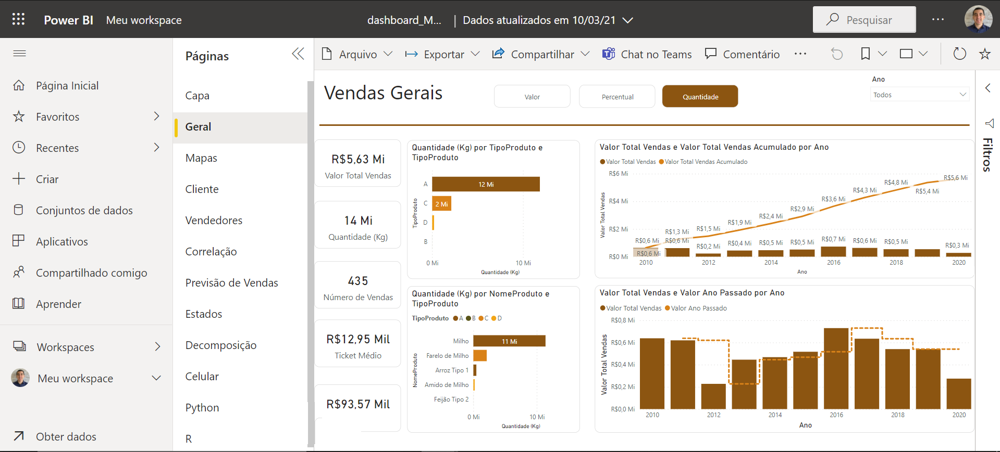 Power BI Meu workspace
dashboard_M... | Dados atualizados em 10/03/21
Pesquisar
Página Inicial
Favoritos
Recentes
Criar
Conjuntos de dados
Aplicativos
Compartilhado comigo
Aprender
Workspaces
Meu workspace
Obter dados
Páginas
Capa
Geral
Mapas
Cliente
Vendedores
Correlação
Previsão de Vendas
Estados
Decomposição
Celular
Python
R
Arquivo Exportar Compartilhar Chat no Teams Comentário
Vendas Gerais
Valor Percentual Quantidade
Ano
Todos
Filtros
R$5,63 Mi
Valor Total Vendas
14 Mi
Quantidade (Kg)
435
Número de Vendas
R$12,95 Mil
Ticket Médio
R$93,57 Mil
Quantidade (Kg) por TipoProduto e
TipoProduto
TipoProduto
A 12 Mi
C 2 Mi
D
B
0 Mi 10 Mi
Quantidade (Kg)
Quantidade (Kg) por NomeProduto e
TipoProduto
TipoProduto A B C D
NomeProduto
Milho 11 Mi
Farelo de Milho
Arroz Tipo 1
Amido de Milho
Feijão Tipo 2
0 Mi 10 Mi
Quantidade (Kg)
Valor Total Vendas e Valor Total Vendas Acumulado por Ano
Valor Total Vendas Valor Total Vendas Acumulado
Valor Total Vendas
R$6 Mi
R$4 Mi
R$2 Mi
R$0 Mi
R$0,6 Mi R$1,3 Mi R$1,5 Mi R$1,9 Mi R$2,4 Mi R$2,9 Mi R$3,6 Mi R$4,3 Mi R$4,8 Mi R$5,4 Mi R$5,6 Mi
R$0,6 Mi R$0,6 Mi R$0,2 Mi R$0,4 Mi R$0,5 Mi R$0,5 Mi R$0,7 Mi R$0,6 Mi R$0,5 Mi R$0,3 Mi
2010 2012 2014 2016 2018 2020
Ano
Valor Total Vendas e Valor Ano Passado por Ano
Valor Total Vendas Valor Ano Passado
Valor Total Vendas
R$0,8 Mi
R$0,6 Mi
R$0,4 Mi
R$0,2 Mi
R$0,0 Mi
2010 2012 2014 2016 2018 2020
Ano